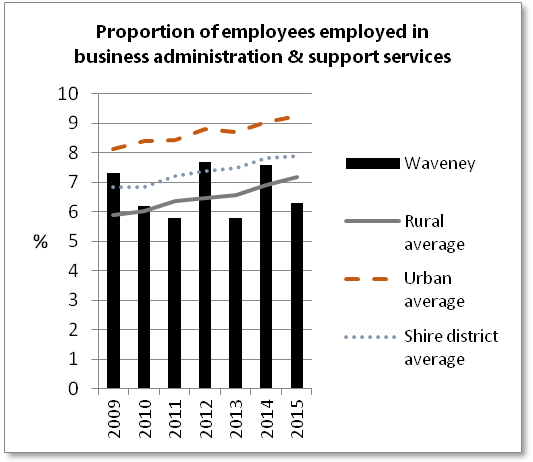 Proportion of employees employed in
business administration & support services
10
9
8
7
6
5
4
3
2
1
0
%
2009
2010
2011
2012
2013
2014
2015
Waveney
Rural
average
Urban
average
Shire district
average